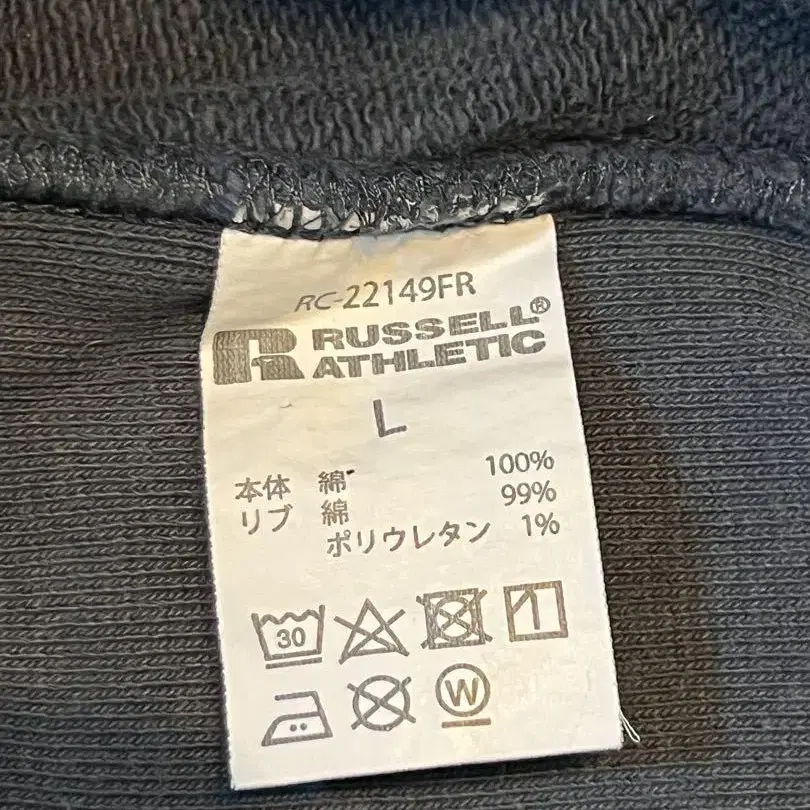 RC-22149FR
RUSSELL®
ATHLETIC
L
本体 綿 100%
リブ 綿 99%
ポリウレタン 1%
30
W